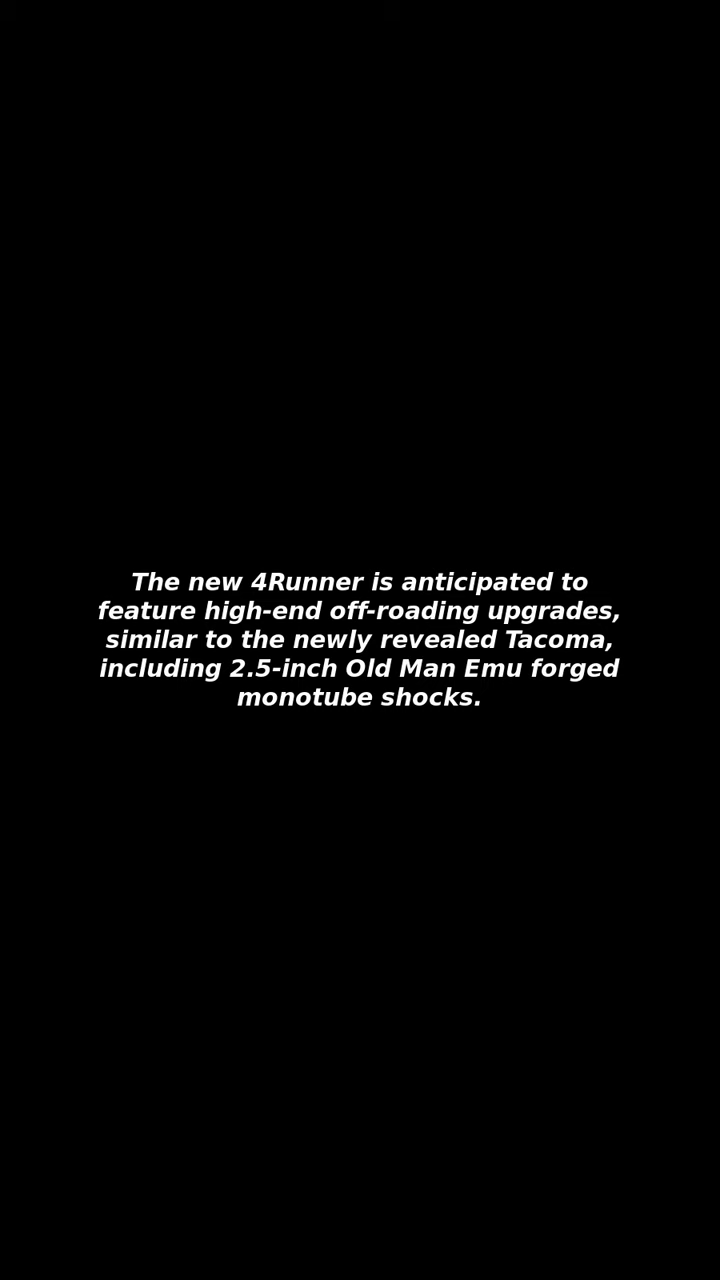 The new 4Runner is anticipated to
feature high-end off-roading upgrades,
similar to the newly revealed Tacoma,
including 2.5-inch Old Man Emu forged
monotube shocks.